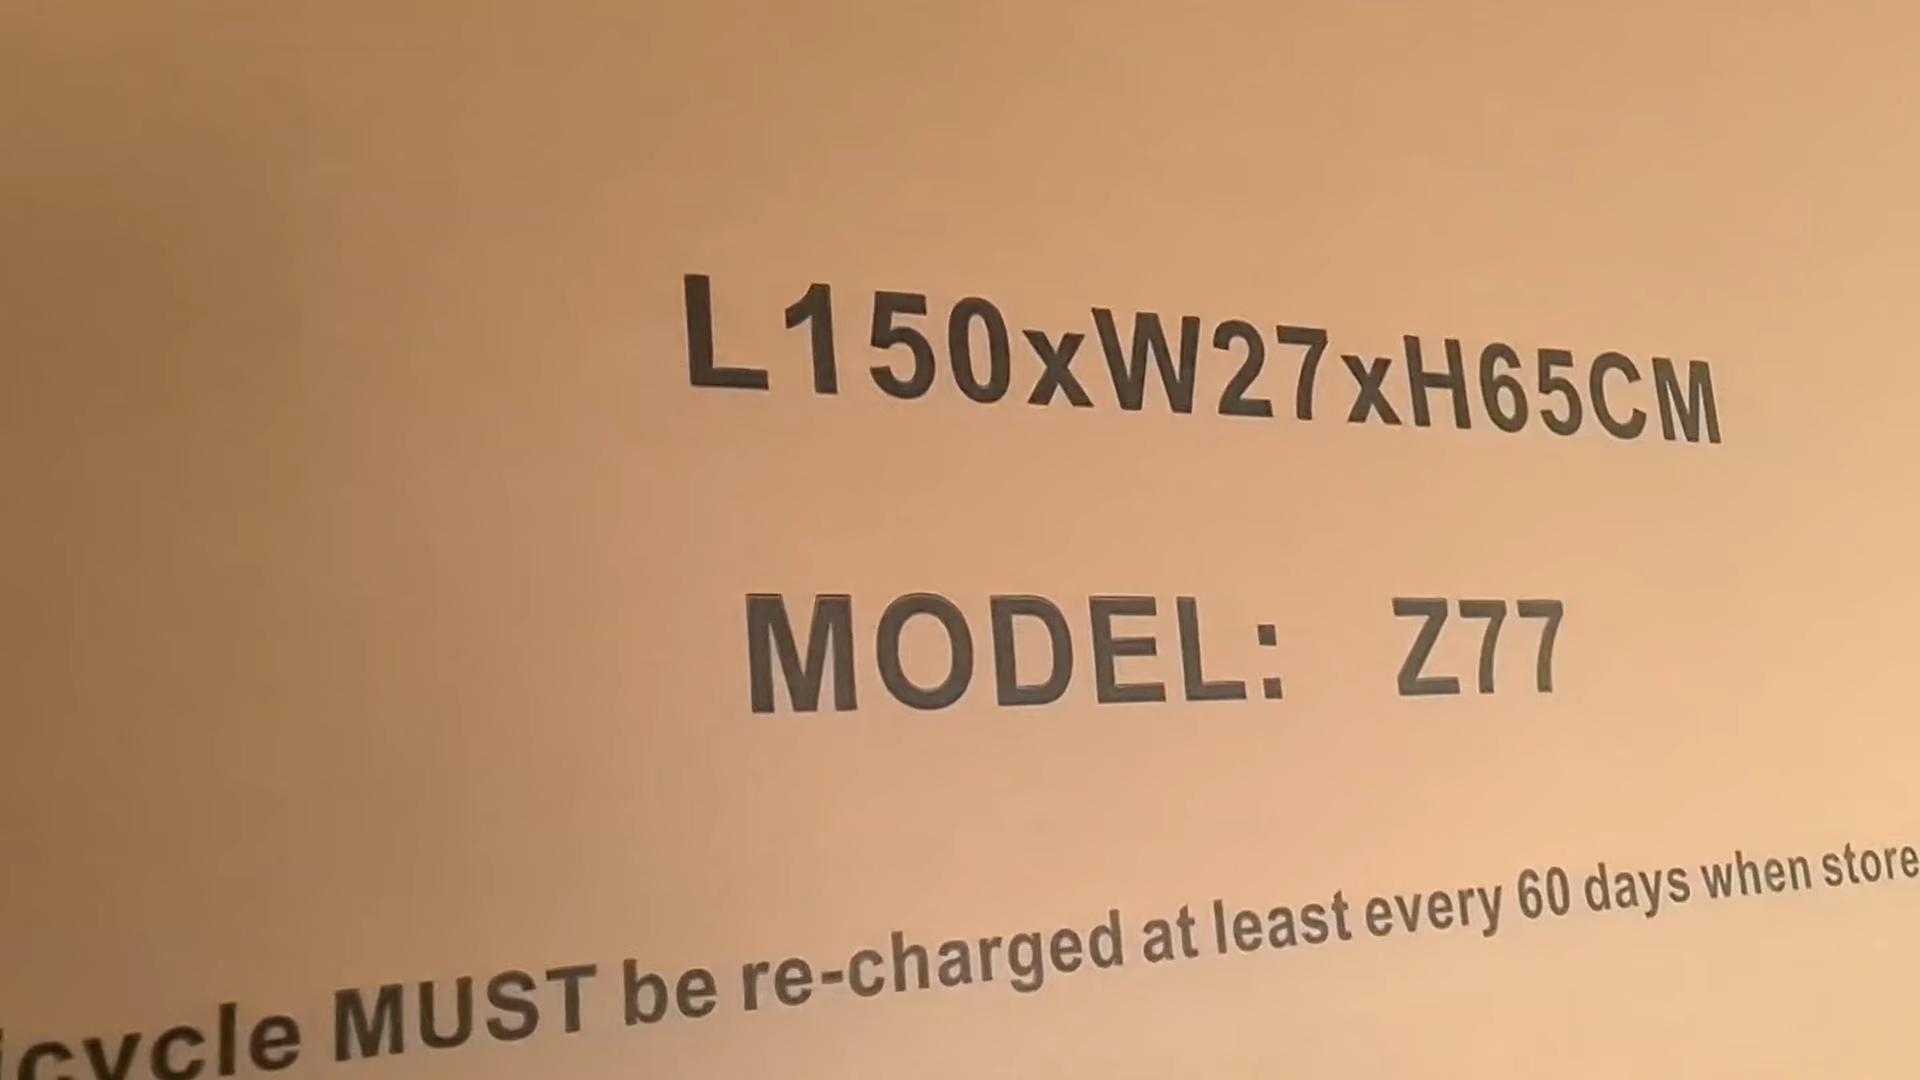 L150xW27xH65CM
MODEL: Z77
icycle MUST be re-charged at least every 60 days when store